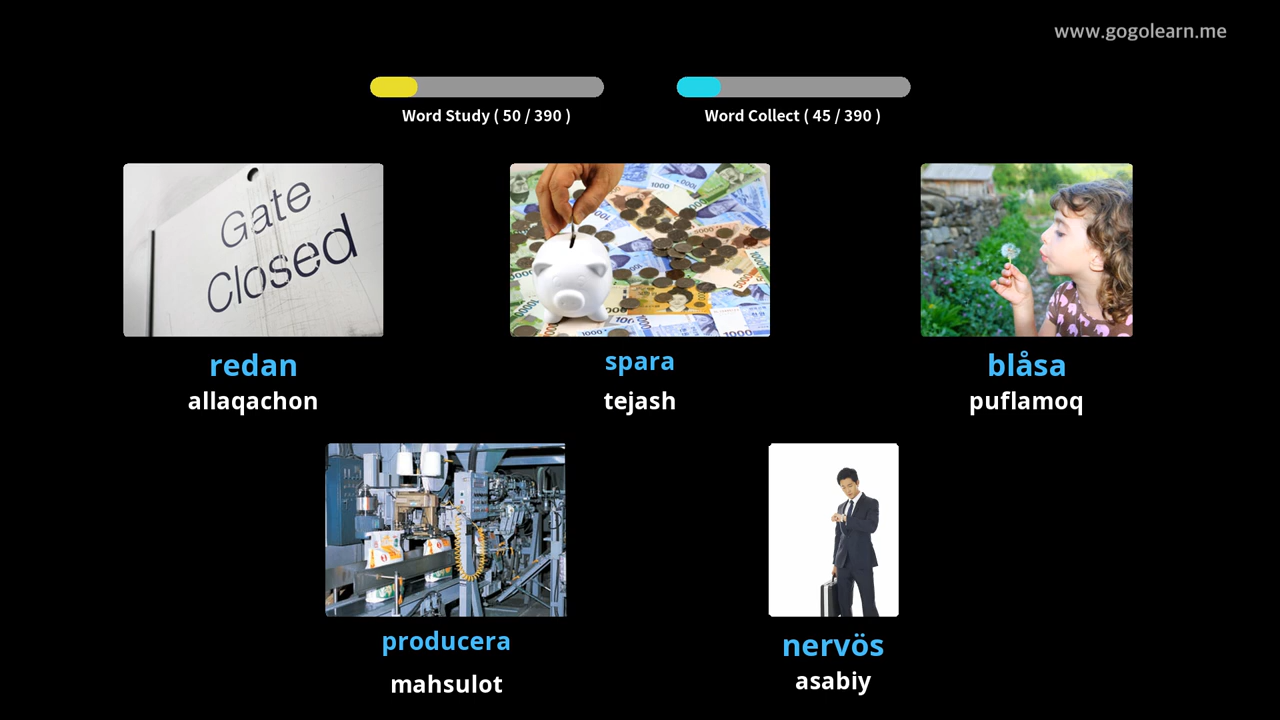 www.gogolearn.me
Word Study ( 50 / 390 )
Word Collect ( 45 / 390 )
Gate
Closed
redan
allaqachon
spara
tejash
blåsa
puflamoq
producera
mahsulot
nervös
asabiy